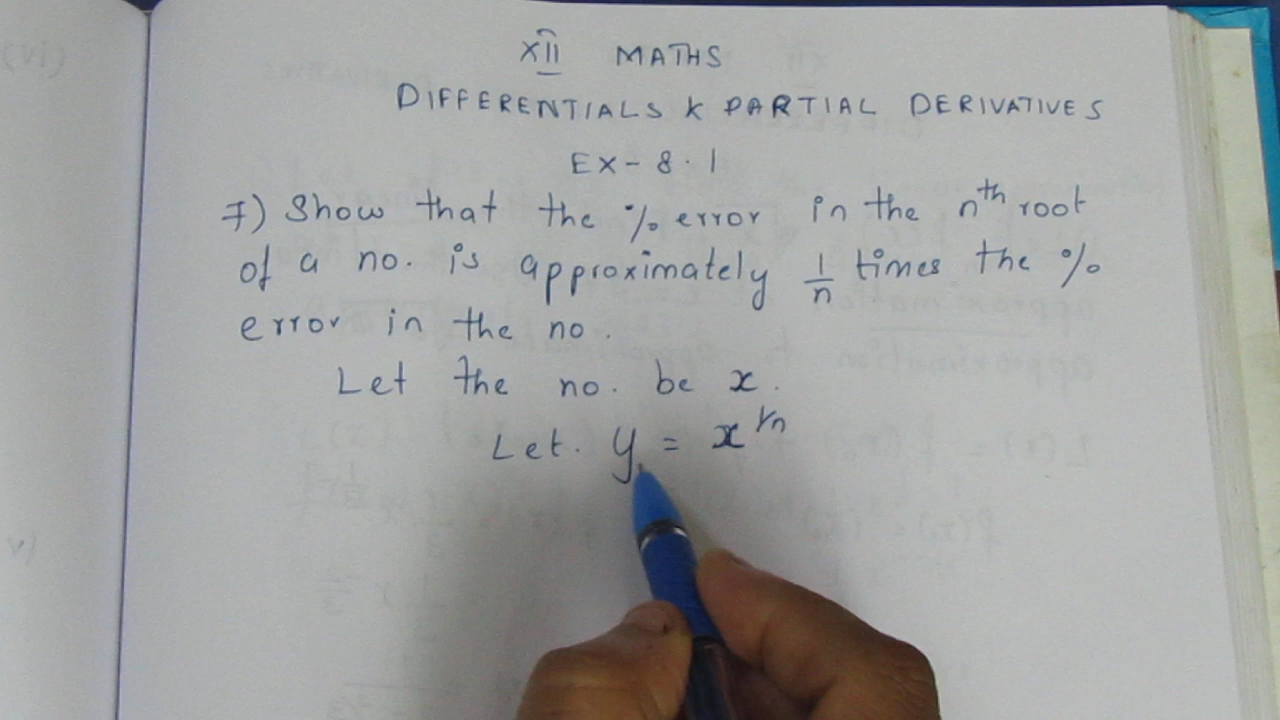 XII MATHS
DIFFERENTIALS & PARTIAL DERIVATIVES
EX - 8.1
7) Show that the % error in the nth root
of a no. is approximately 1/n times the %
error in the no.
Let the no. be x.
Let. y = x^1/n
(vi)
v)